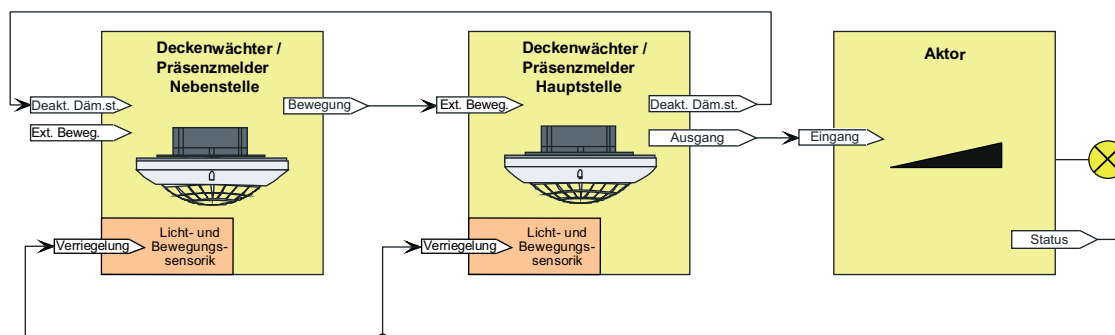 Deckenwächter /
Präsenzmelder
Nebenstelle
Deakt. Däm.st.
Ext. Beweg.
Bewegung
Verriegelung
Licht- und
Bewegungs-
sensorik
Deckenwächter /
Präsenzmelder
Hauptstelle
Ext. Beweg.
Deakt. Däm.st.
Ausgang
Verriegelung
Licht- und
Bewegungs-
sensorik
Aktor
Eingang
Status